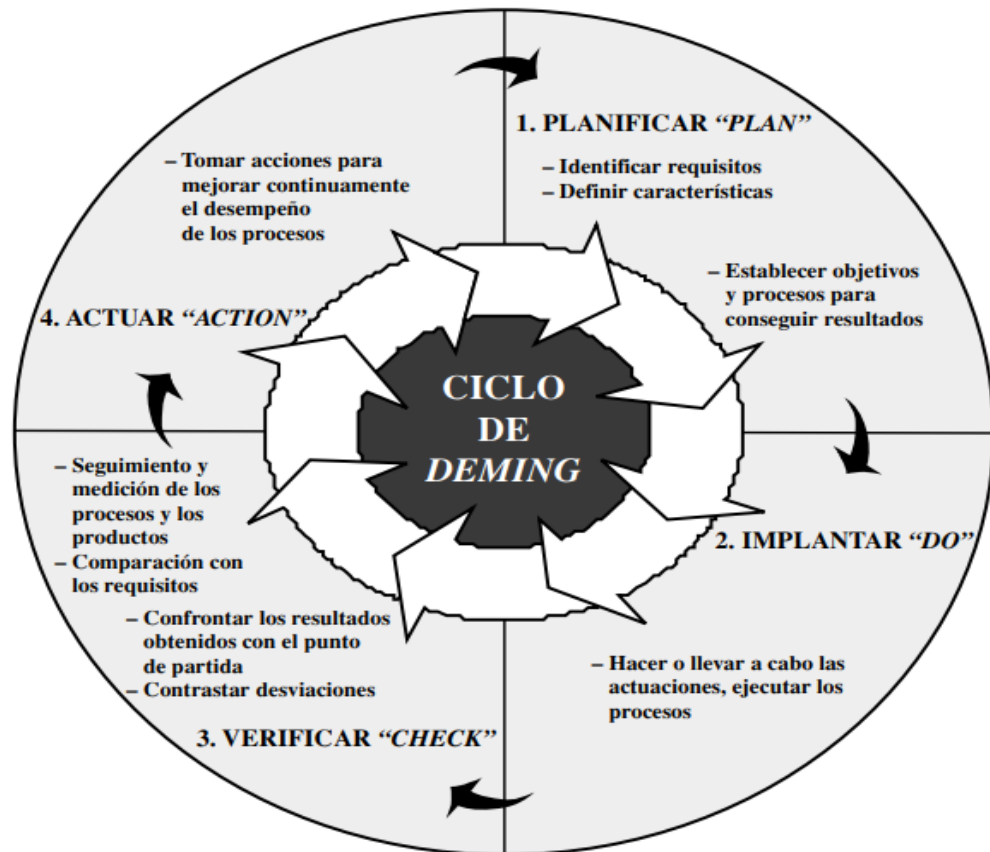 1. PLANIFICAR “PLAN”
– Identificar requisitos
– Definir características
– Establecer objetivos
y procesos para
conseguir resultados
2. IMPLANTAR “DO”
– Hacer o llevar a cabo las
actuaciones, ejecutar los
procesos
3. VERIFICAR “CHECK”
– Seguimiento y
medición de los
procesos y los
productos
– Comparación con
los requisitos
– Confrontar los resultados
obtenidos con el punto
de partida
– Contrastar desviaciones
4. ACTUAR “ACTION”
– Tomar acciones para
mejorar continuamente
el desempeño
de los procesos
CICLO
DE
DEMING